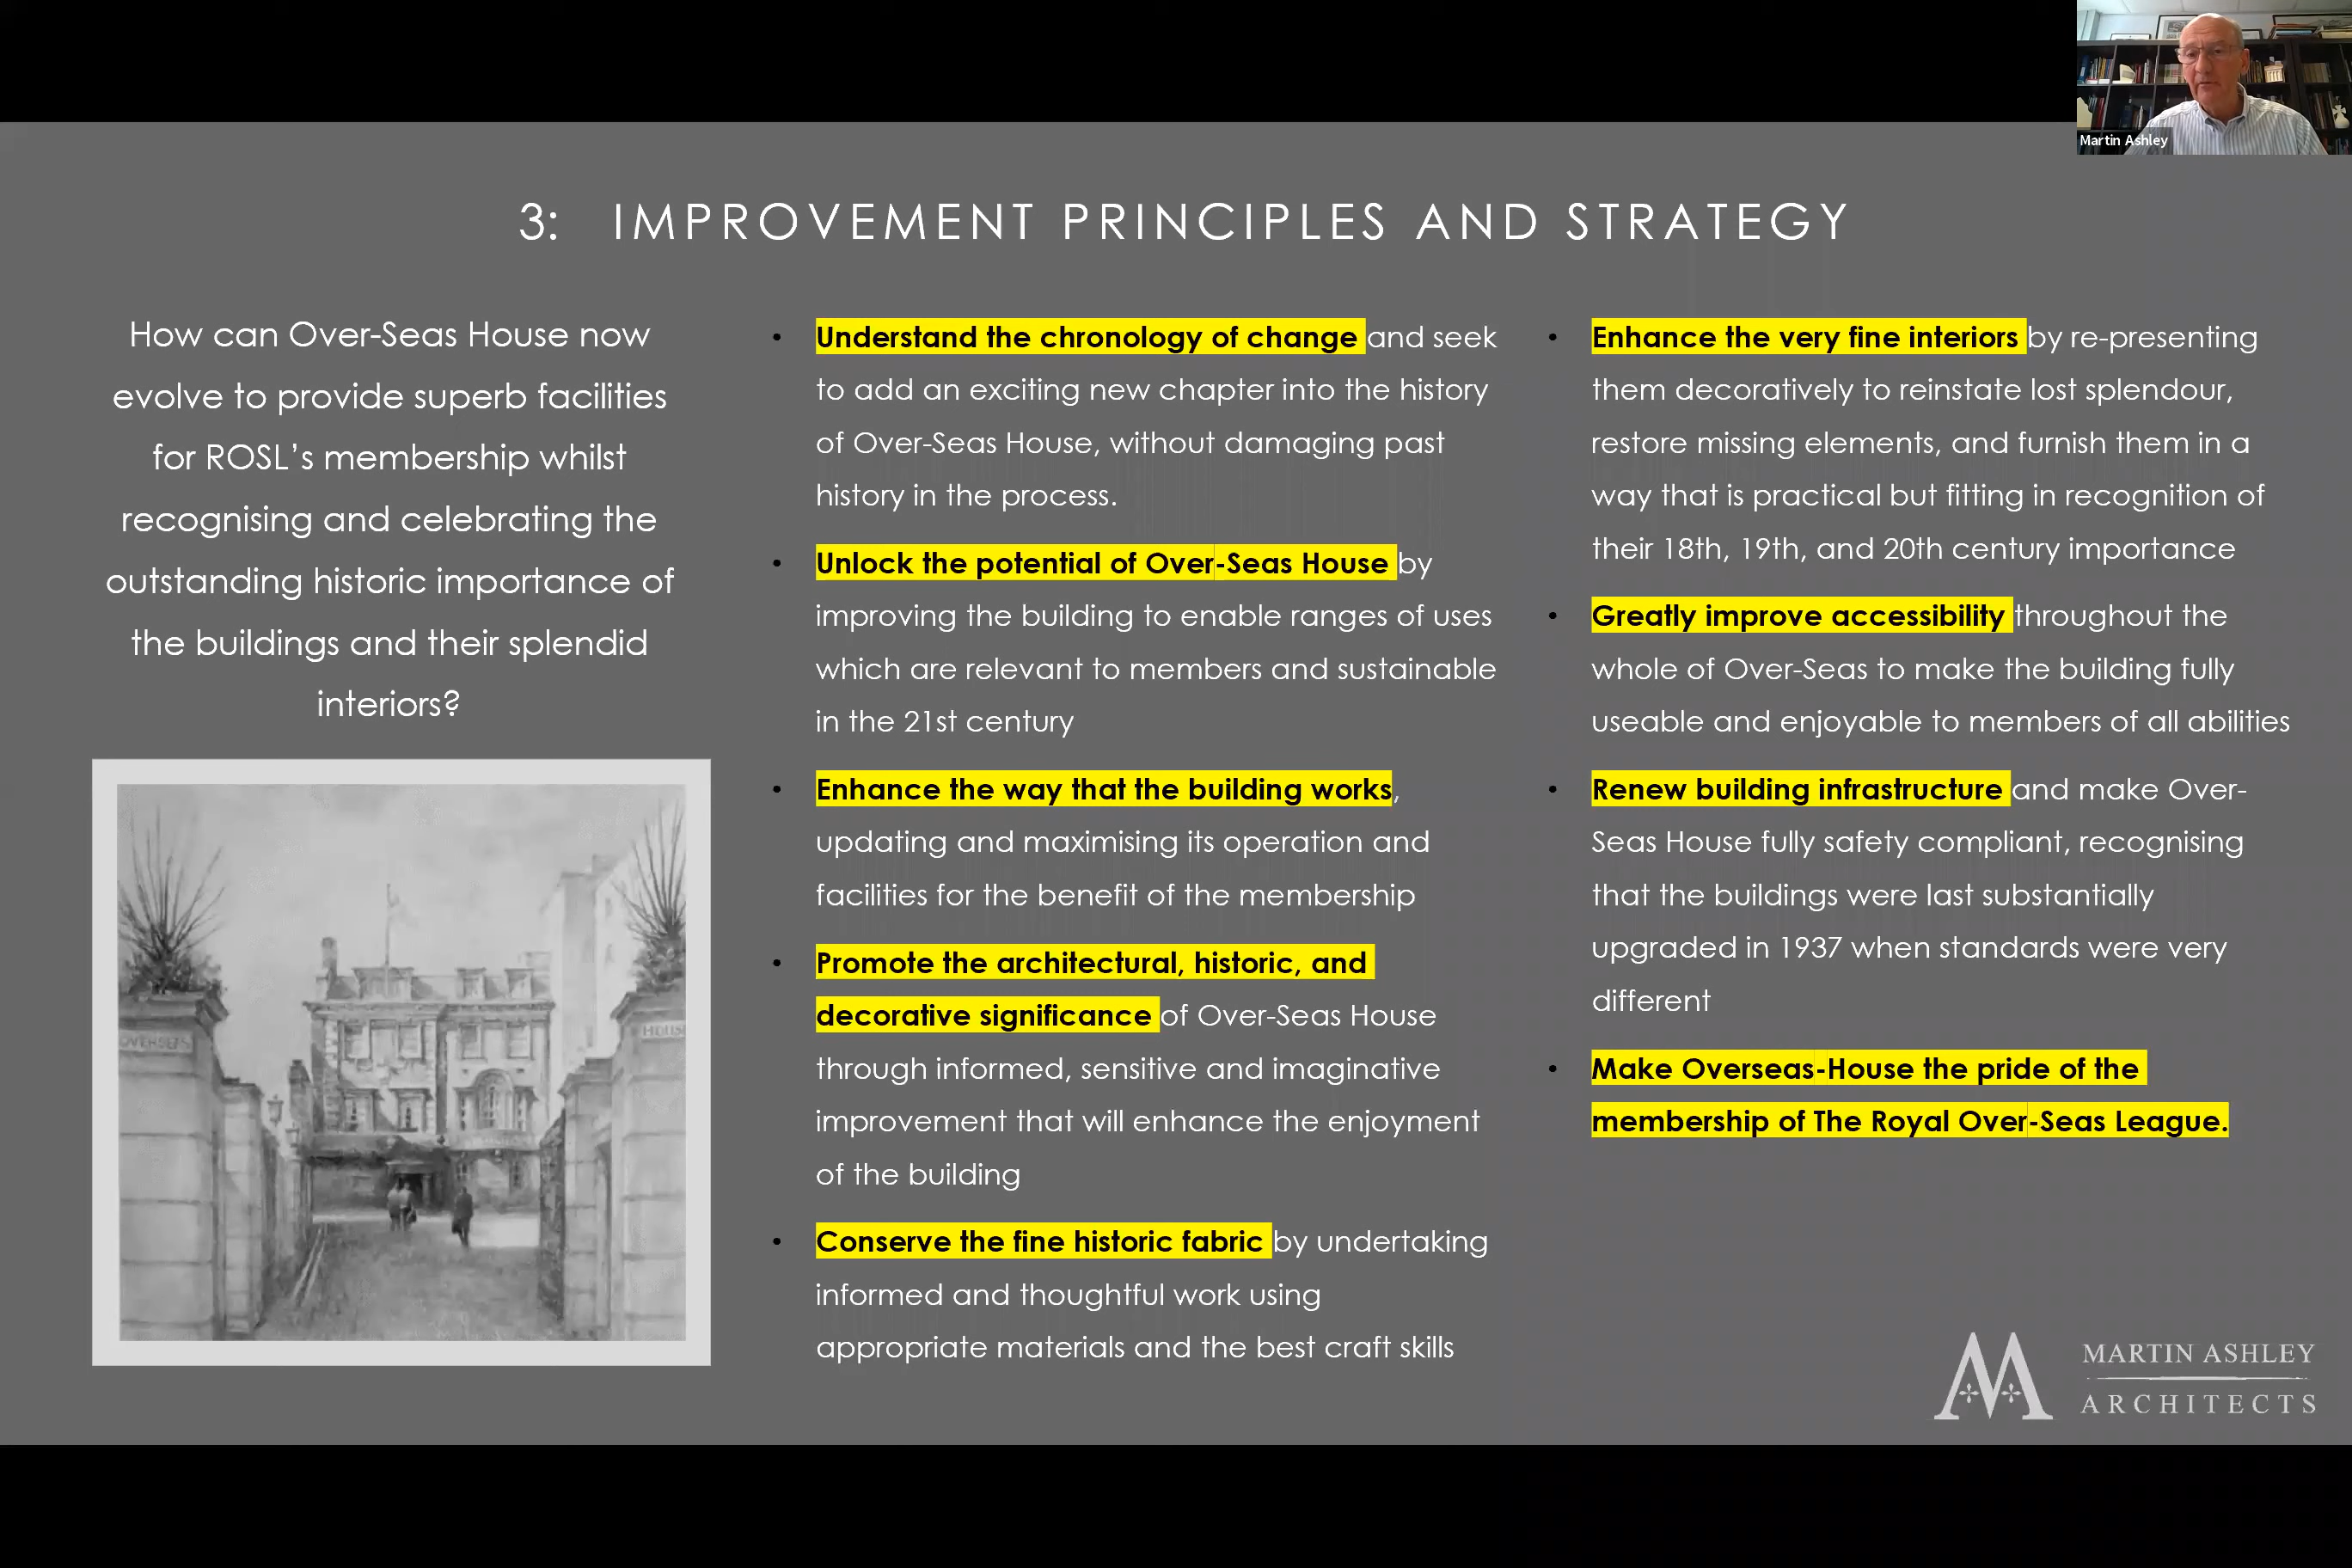 Martin Ashley
3: IMPROVEMENT PRINCIPLES AND STRATEGY
How can Over-Seas House now
evolve to provide superb facilities
for ROSL’s membership whilst
recognising and celebrating the
outstanding historic importance of
the buildings and their splendid
interiors?
OVERSEAS
HOUSE
• Understand the chronology of change and seek
to add an exciting new chapter into the history
of Over-Seas House, without damaging past
history in the process.
• Unlock the potential of Over-Seas House by
improving the building to enable ranges of uses
which are relevant to members and sustainable
in the 21st century
• Enhance the way that the building works,
updating and maximising its operation and
facilities for the benefit of the membership
• Promote the architectural, historic, and
decorative significance of Over-Seas House
through informed, sensitive and imaginative
improvement that will enhance the enjoyment
of the building
• Conserve the fine historic fabric by undertaking
informed and thoughtful work using
appropriate materials and the best craft skills
• Enhance the very fine interiors by re-presenting
them decoratively to reinstate lost splendour,
restore missing elements, and furnish them in a
way that is practical but fitting in recognition of
their 18th, 19th, and 20th century importance
• Greatly improve accessibility throughout the
whole of Over-Seas to make the building fully
useable and enjoyable to members of all abilities
• Renew building infrastructure and make Over-
Seas House fully safety compliant, recognising
that the buildings were last substantially
upgraded in 1937 when standards were very
different
• Make Overseas-House the pride of the
membership of The Royal Over-Seas League.
MARTIN ASHLEY
ARCHITECTS